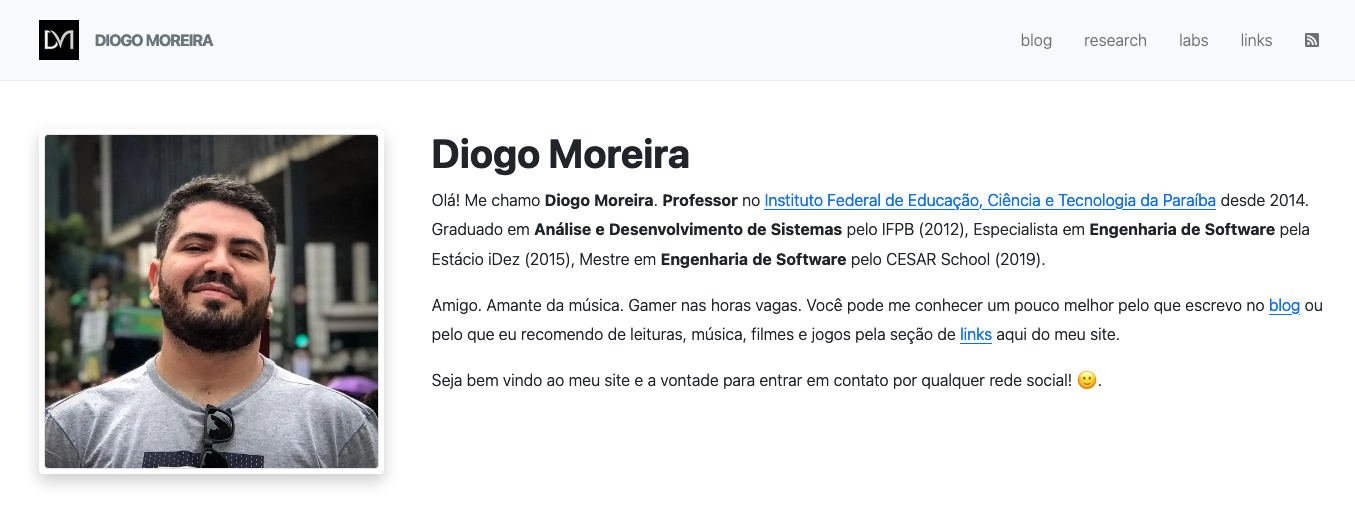 DM DIOGO MOREIRA blog research labs links
Diogo Moreira
Olá! Me chamo Diogo Moreira. Professor no Instituto Federal de Educação, Ciência e Tecnologia da Paraíba desde 2014.
Graduado em Análise e Desenvolvimento de Sistemas pelo IFPB (2012), Especialista em Engenharia de Software pela
Estácio iDez (2015), Mestre em Engenharia de Software pelo CESAR School (2019).
Amigo. Amante da música. Gamer nas horas vagas. Você pode me conhecer um pouco melhor pelo que escrevo no blog ou
pelo que eu recomendo de leituras, música, filmes e jogos pela seção de links aqui do meu site.
Seja bem vindo ao meu site e a vontade para entrar em contato por qualquer rede social! 🙂.